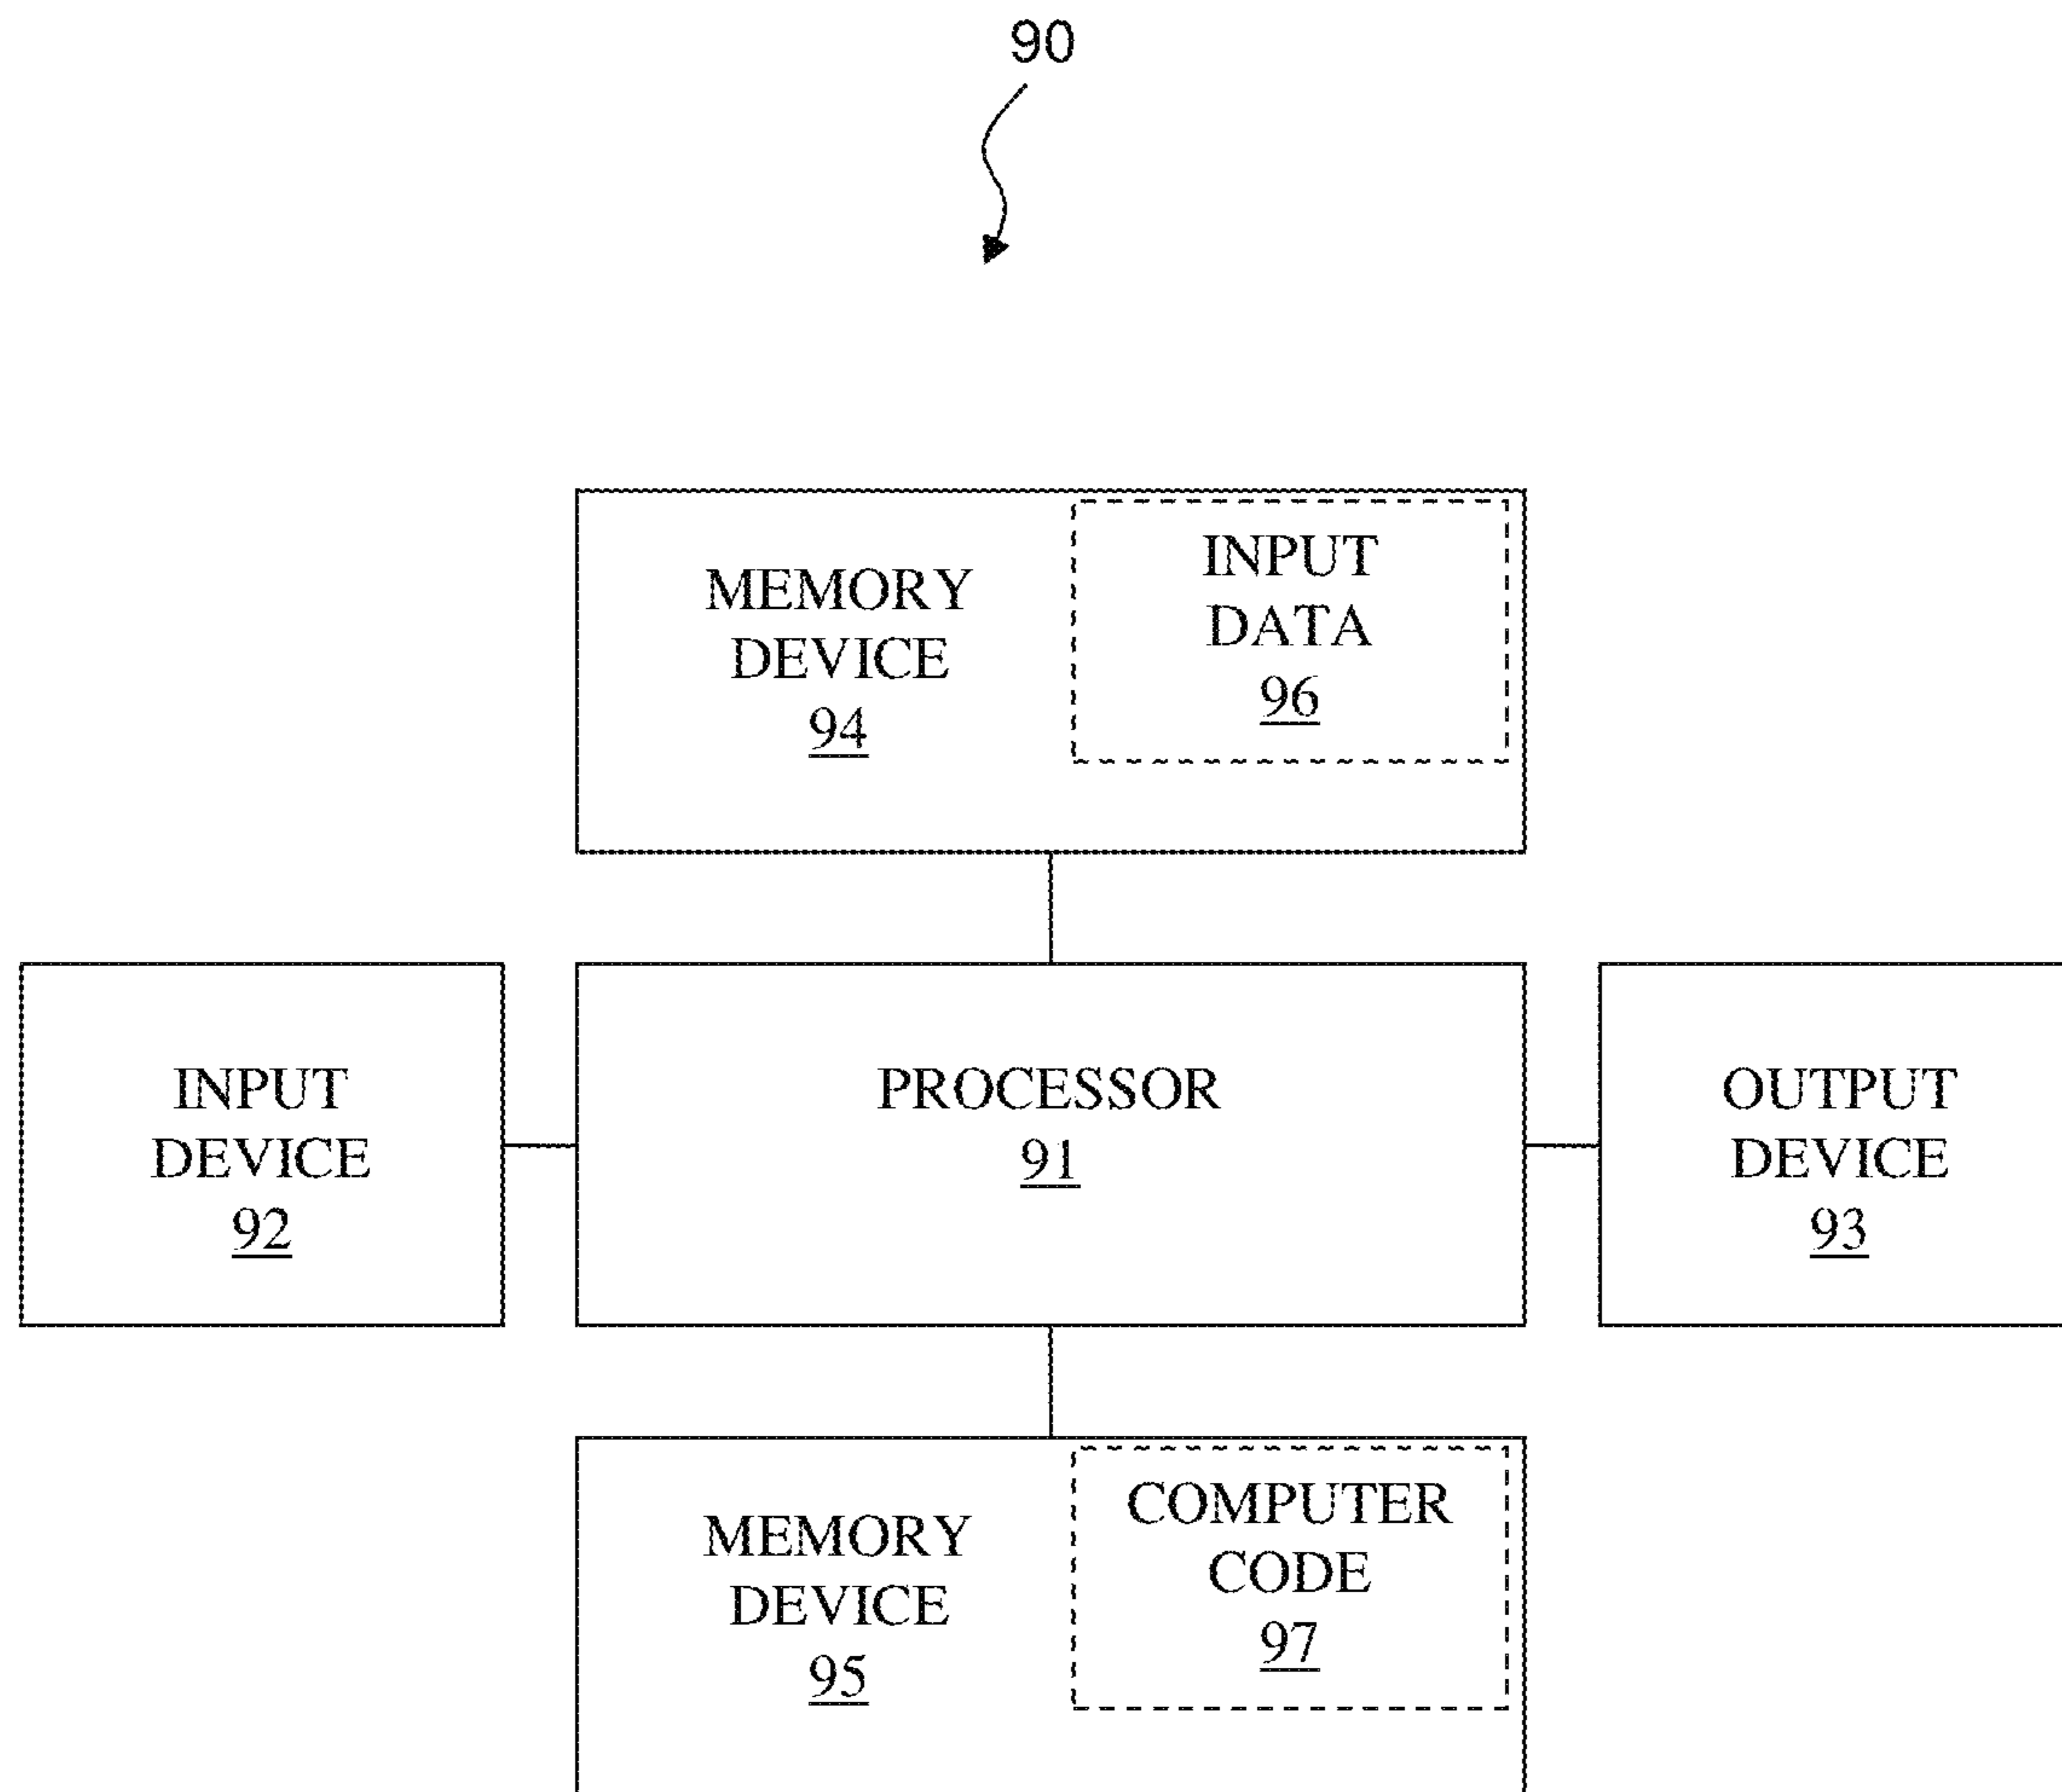 90
MEMORY
DEVICE
94
INPUT
DATA
96
INPUT
DEVICE
92
PROCESSOR
91
OUTPUT
DEVICE
93
MEMORY
DEVICE
95
COMPUTER
CODE
97